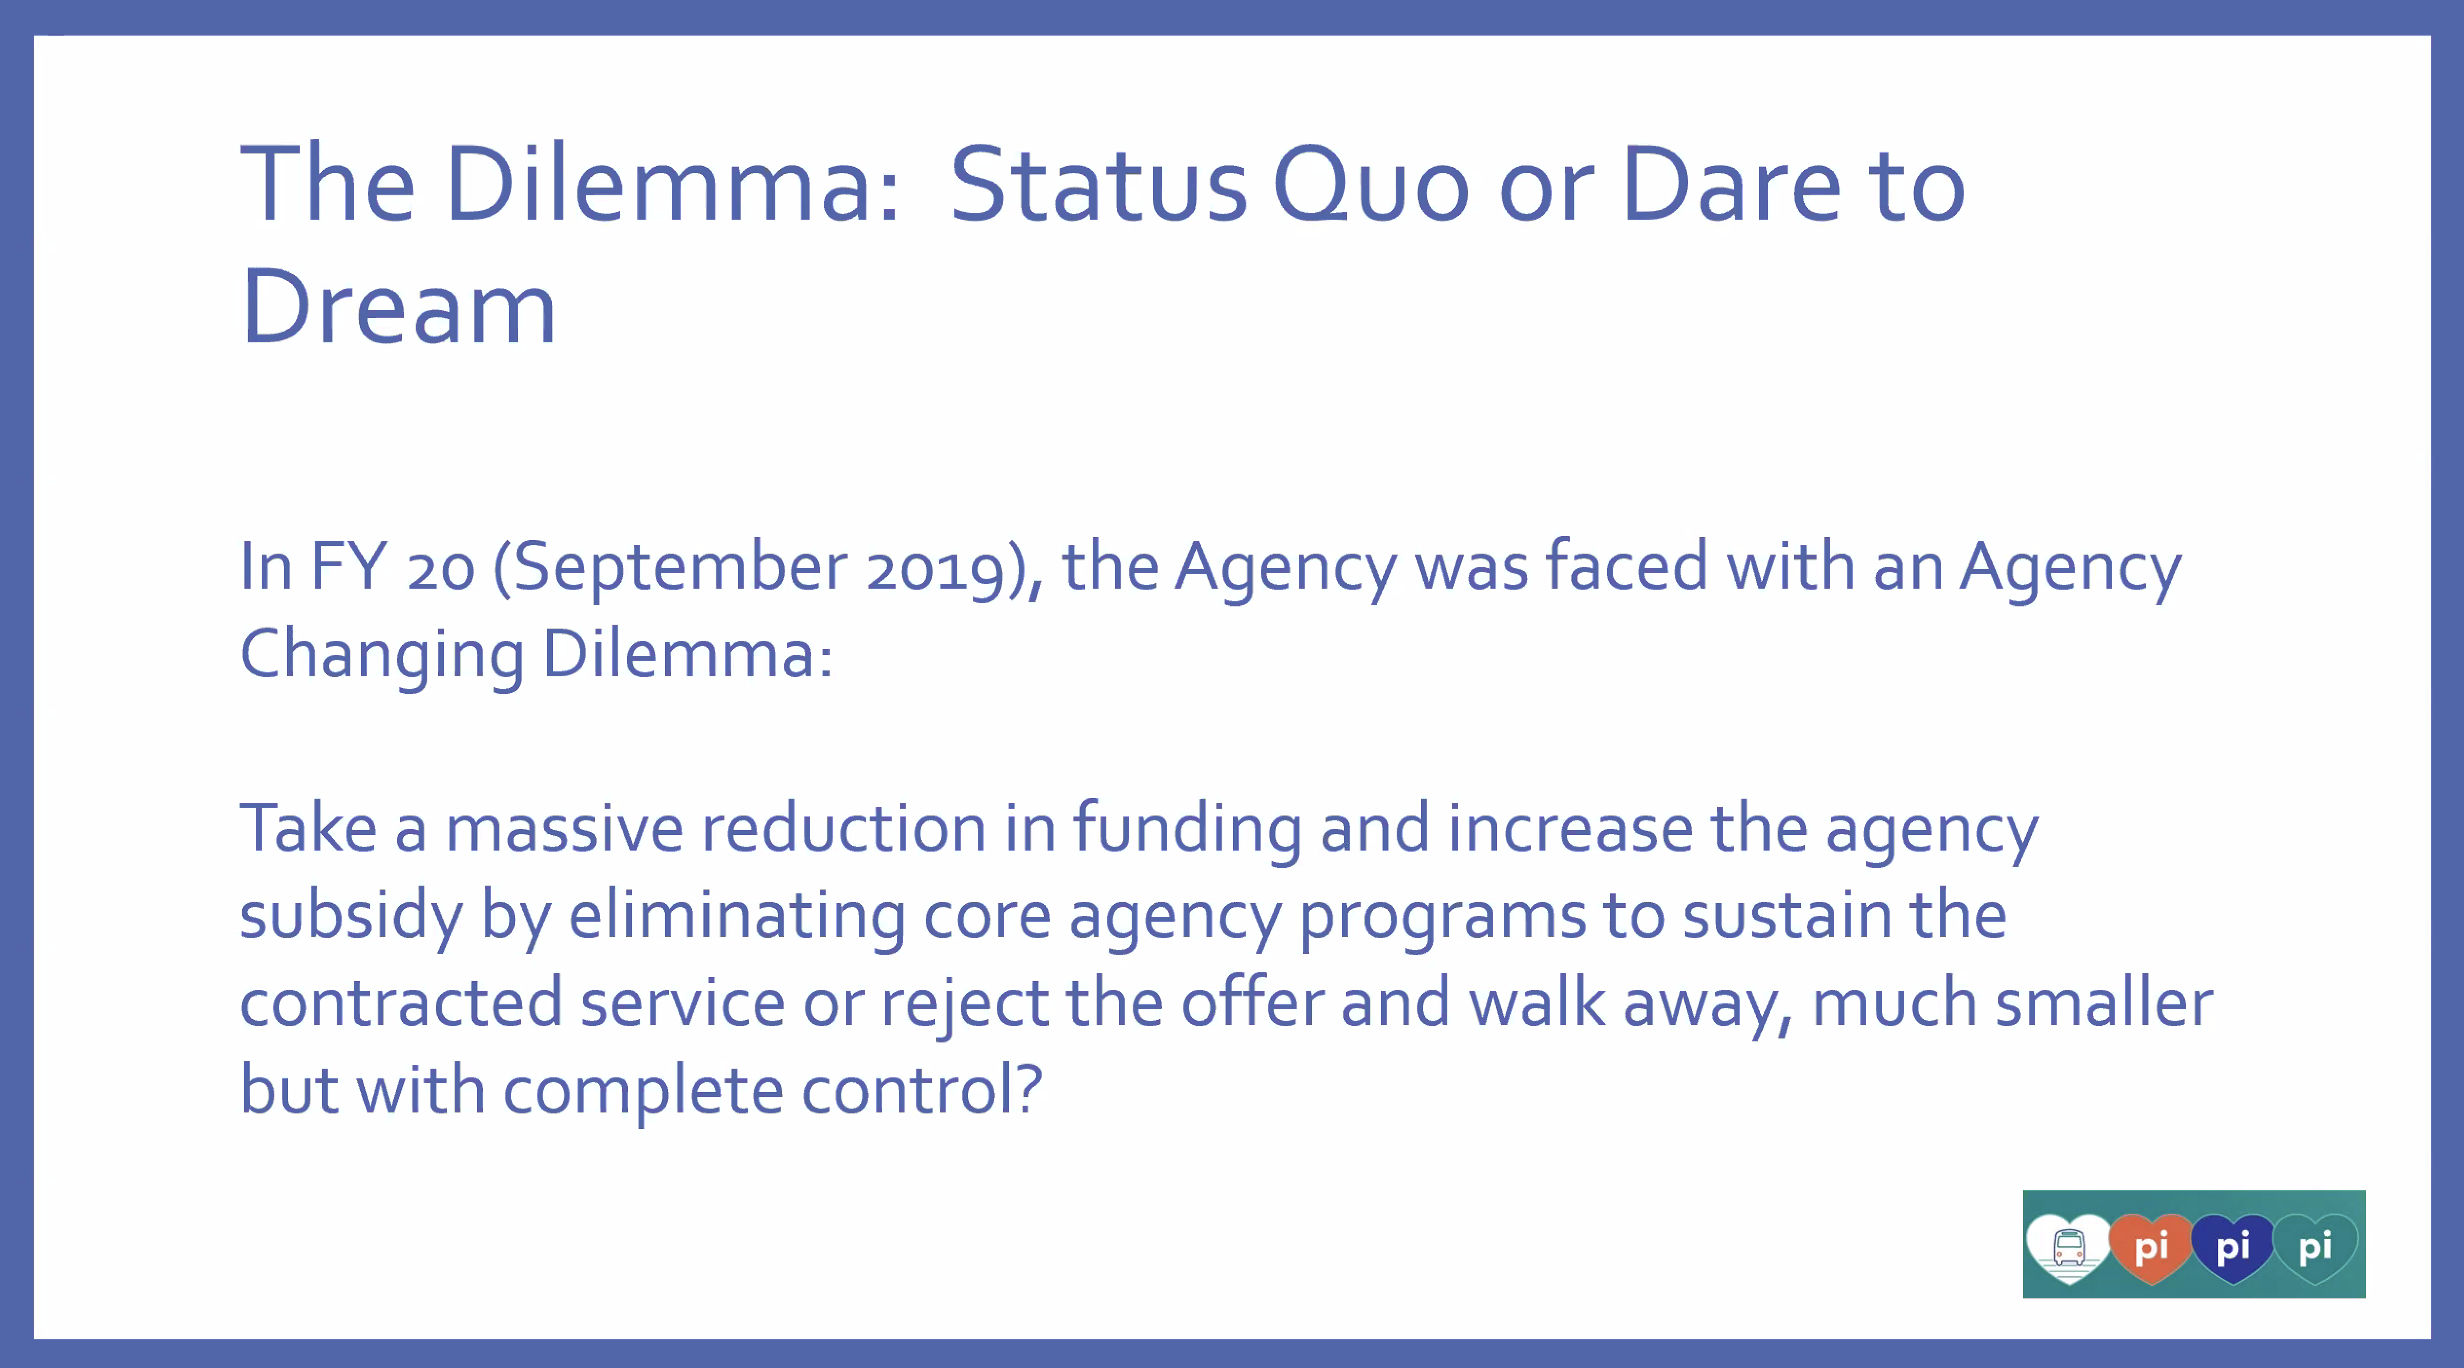 The Dilemma:  Status Quo or Dare to
Dream
In FY 20 (September 2019), the Agency was faced with an Agency
Changing Dilemma:
Take a massive reduction in funding and increase the agency
subsidy by eliminating core agency programs to sustain the
contracted service or reject the offer and walk away, much smaller
but with complete control?
pi pi pi